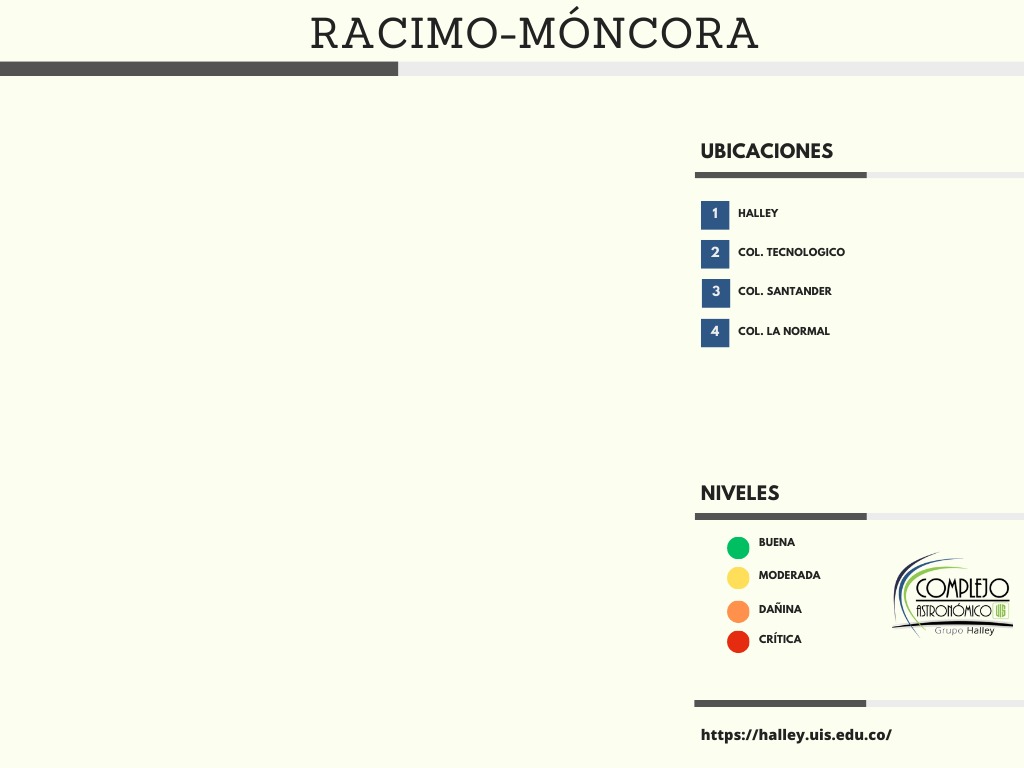 RACIMO-MÓNCORA
UBICACIONES
1 HALLEY
2 COL. TECNOLOGICO
3 COL. SANTANDER
4 COL. LA NORMAL
NIVELES
BUENA
MODERADA
DAÑINA
CRÍTICA
COMPLEJO
ASTRONÓMICO UIS
Grupo Halley
https://halley.uis.edu.co/